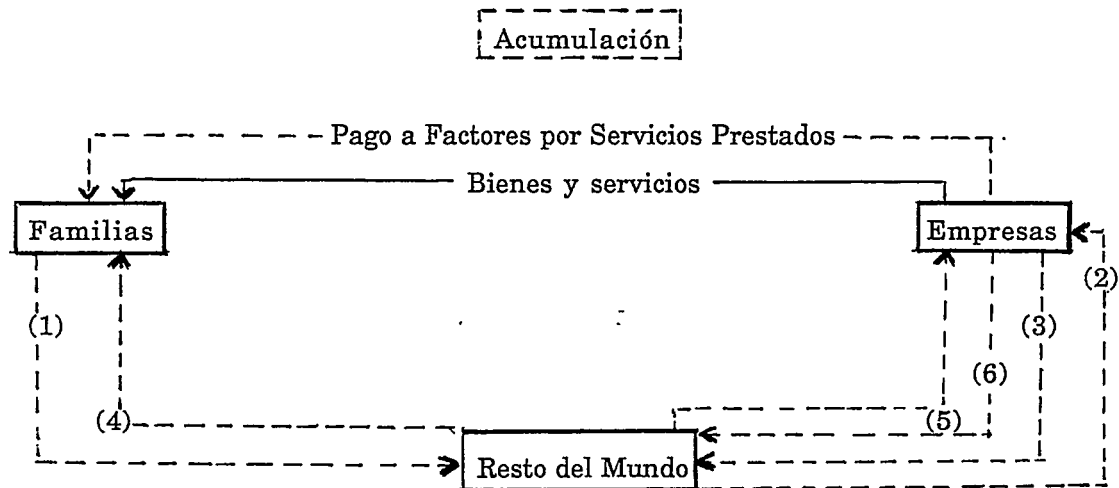 Acumulación
Pago a Factores por Servicios Prestados
Bienes y servicios
Familias
Empresas
(2)
(1)
(3)
(6)
(4)
(5)
Resto del Mundo